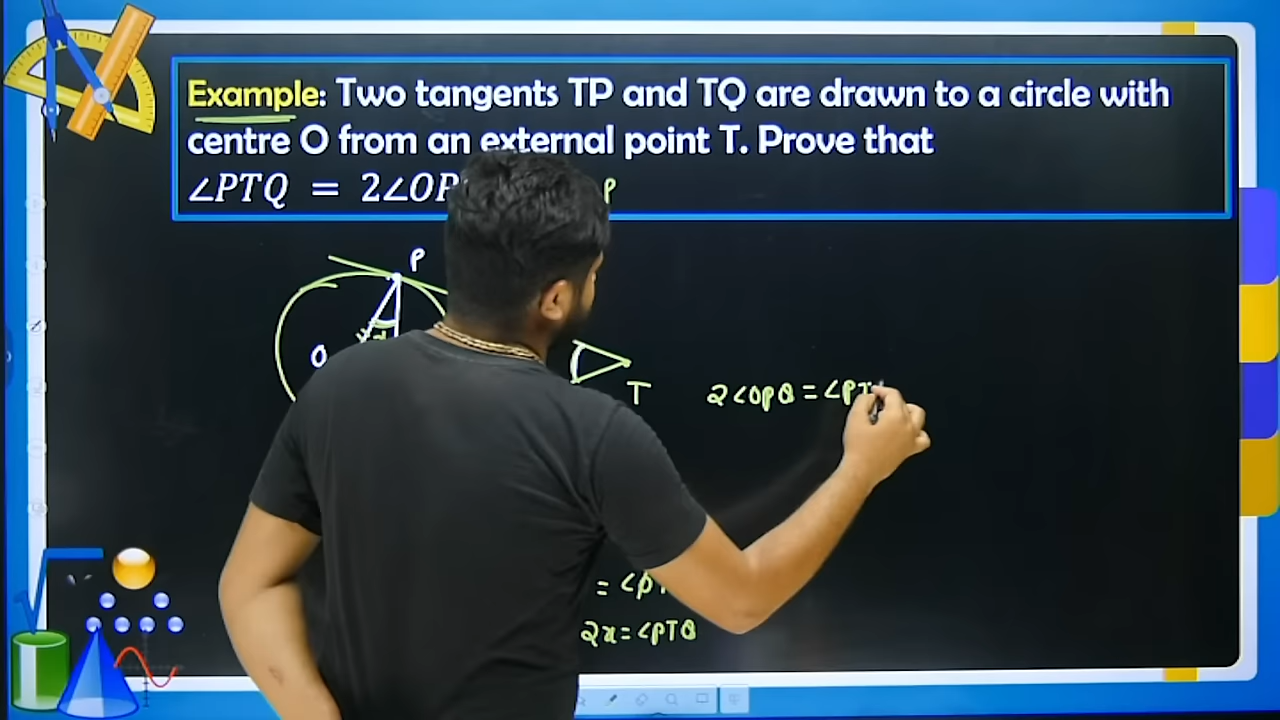 Example: Two tangents TP and TQ are drawn to a circle with
centre O from an external point T. Prove that
∠PTQ = 2∠OP
P
P
O
x
T
2∠OPQ = ∠PT
= ∠P
2x = ∠PTQ